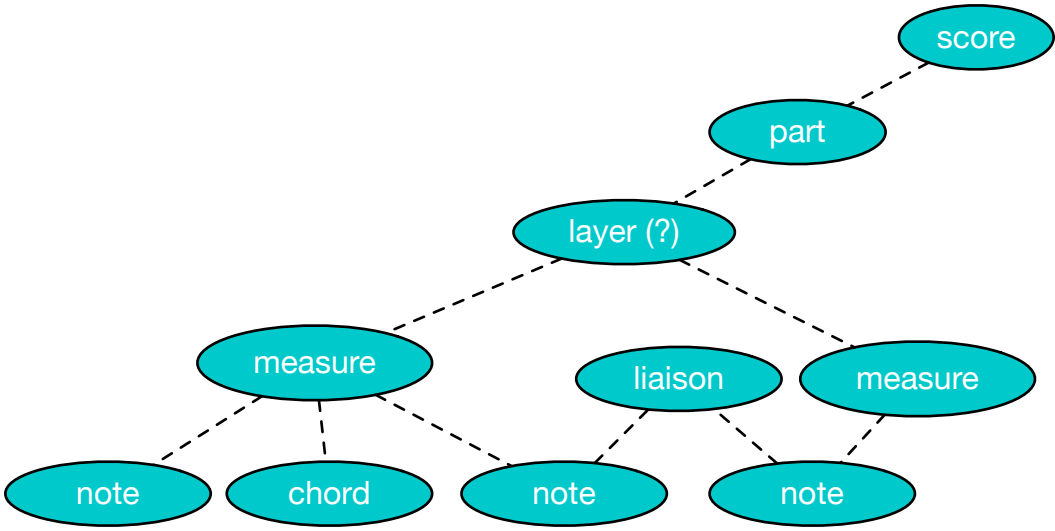 score
part
layer (?)
measure
liaison
measure
note
chord
note
note